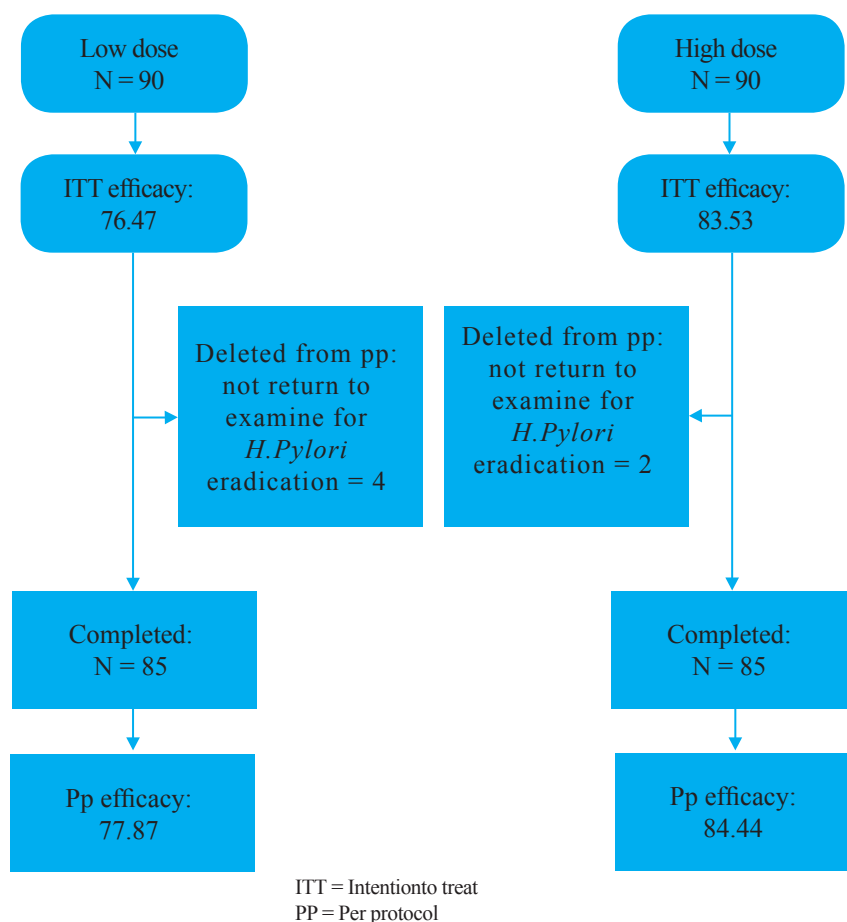 Low dose
N = 90
High dose
N = 90
ITT efficacy:
76.47
ITT efficacy:
83.53
Deleted from pp:
not return to
examine for
H.Pylori
eradication = 4
Deleted from pp:
not return to
examine for
H.Pylori
eradication = 2
Completed:
N = 85
Completed:
N = 85
Pp efficacy:
77.87
Pp efficacy:
84.44
ITT = Intentionto treat
PP = Per protocol